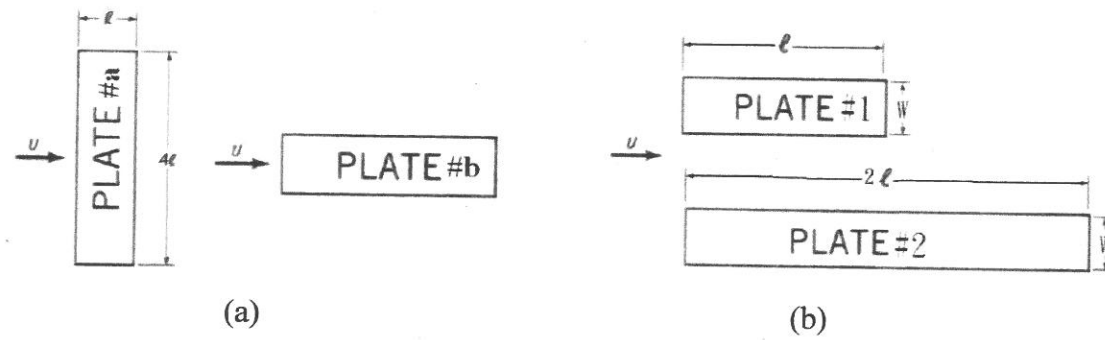 ℓ
PLATE #a
4ℓ
U
U
PLATE #b
(a)
ℓ
PLATE #1
W
U
2ℓ
PLATE #2
W
(b)